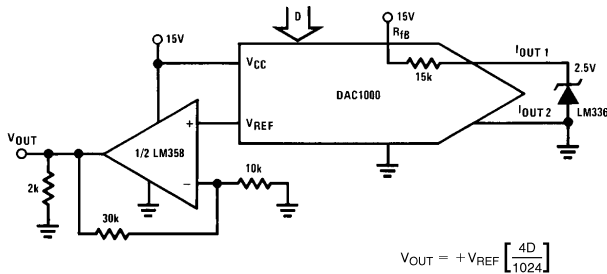 D
15V
RfB
IOUT 1
15V
VCC
15k
2.5V
DAC1000
LM336
IOUT 2
VREF
VOUT
+
1/2 LM358
−
10k
2k
30k
VOUT = +VREF [4D/1024]